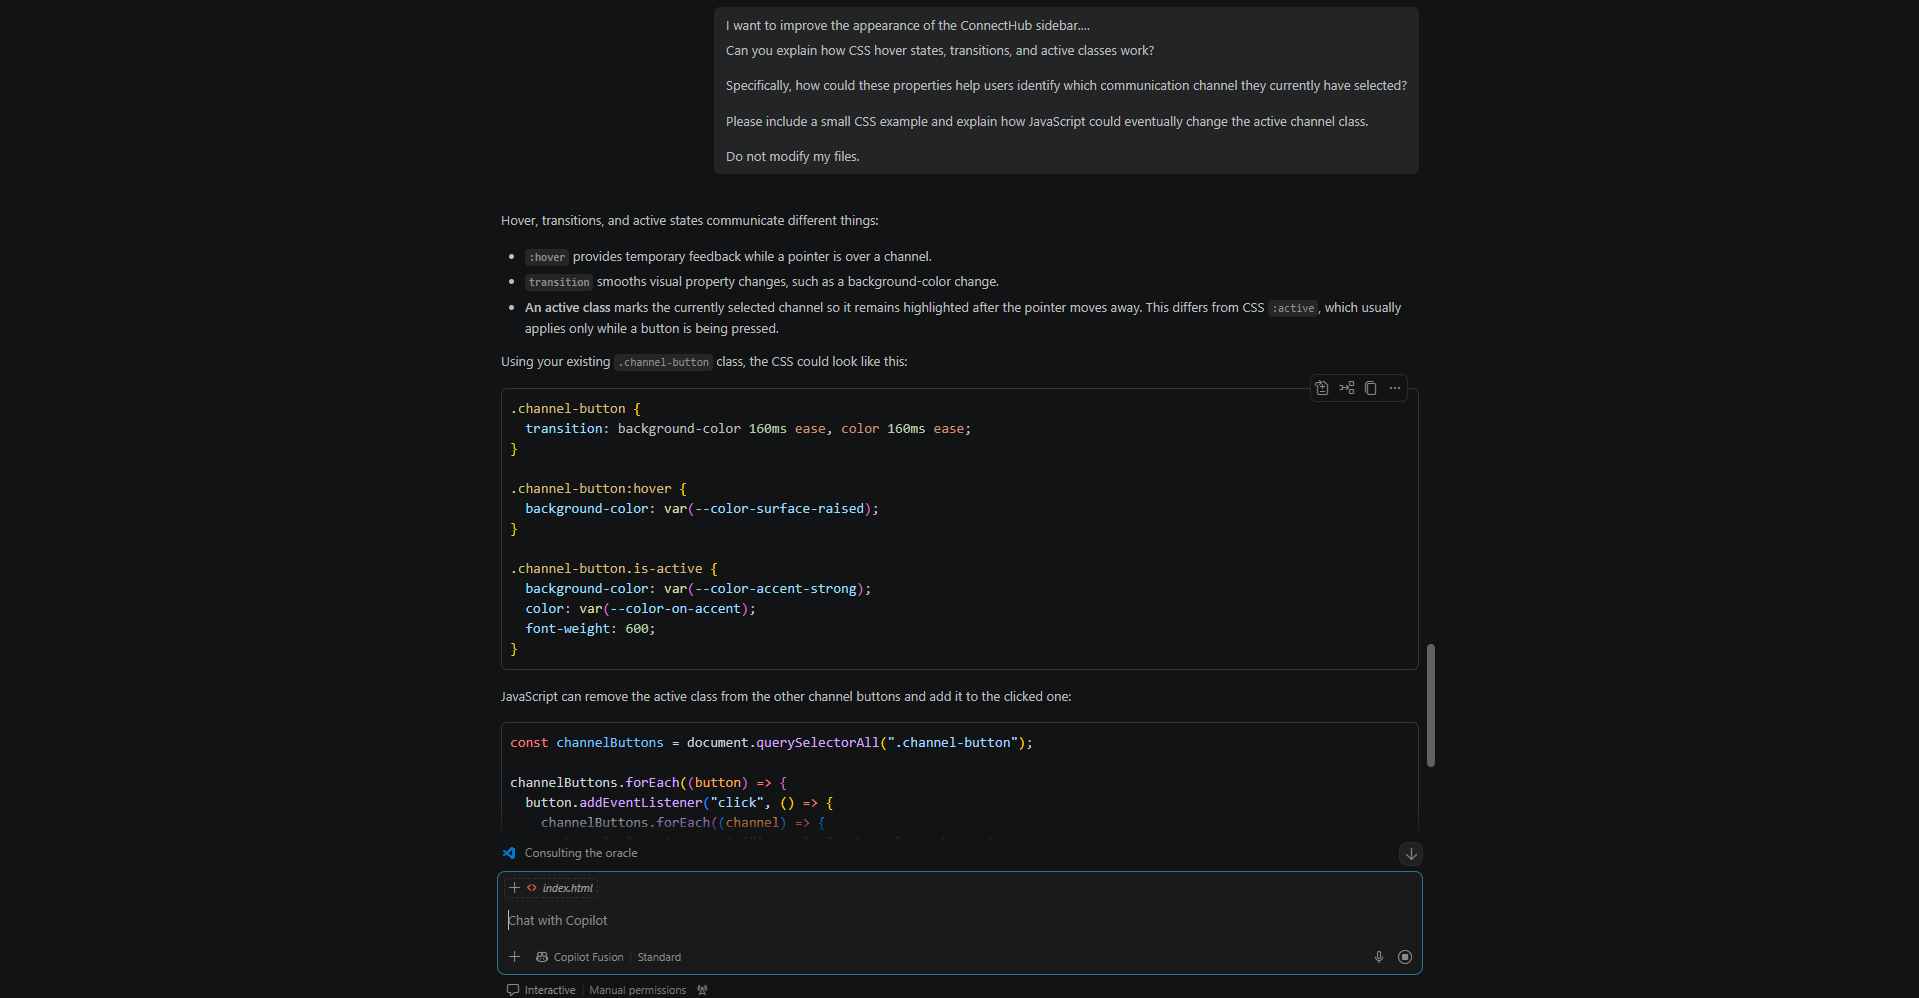 I want to improve the appearance of the ConnectHub sidebar....
Can you explain how CSS hover states, transitions, and active classes work?
Specifically, how could these properties help users identify which communication channel they currently have selected?
Please include a small CSS example and explain how JavaScript could eventually change the active channel class.
Do not modify my files.
Hover, transitions, and active states communicate different things:
• :hover provides temporary feedback while a pointer is over a channel.
• transition smooths visual property changes, such as a background-color change.
• An active class marks the currently selected channel so it remains highlighted after the pointer moves away. This differs from CSS :active, which usually
applies only while a button is being pressed.
Using your existing .channel-button class, the CSS could look like this:
.channel-button {
  transition: background-color 160ms ease, color 160ms ease;
}
.channel-button:hover {
  background-color: var(--color-surface-raised);
}
.channel-button.is-active {
  background-color: var(--color-accent-strong);
  color: var(--color-on-accent);
  font-weight: 600;
}
JavaScript can remove the active class from the other channel buttons and add it to the clicked one:
const channelButtons = document.querySelectorAll(".channel-button");
channelButtons.forEach((button) => {
  button.addEventListener("click", () => {
    channelButtons.forEach((channel) => {
Consulting the oracle
index.html
Chat with Copilot
Copilot Fusion Standard
Interactive Manual permissions